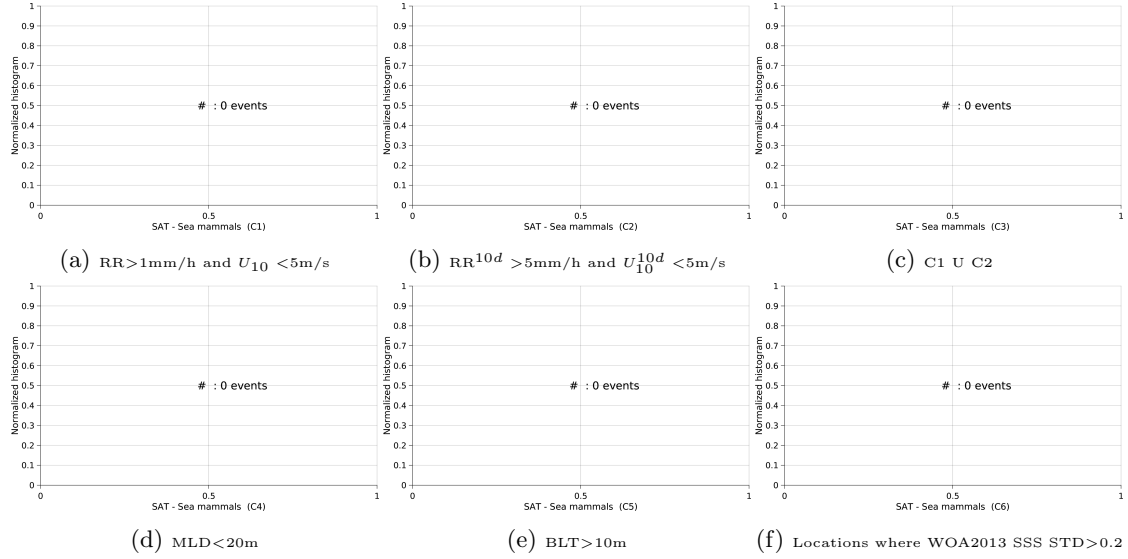 1
0.9
0.8
0.7
0.6
0.5
0.4
0.3
0.2
0.1
0
Normalized histogram
# : 0 events
0 0.5 1
SAT - Sea mammals (C1)
(a) RR>1mm/h and U10 <5m/s
1
0.9
0.8
0.7
0.6
0.5
0.4
0.3
0.2
0.1
0
Normalized histogram
# : 0 events
0 0.5 1
SAT - Sea mammals (C2)
(b) RR10d >5mm/h and U10d10 <5m/s
1
0.9
0.8
0.7
0.6
0.5
0.4
0.3
0.2
0.1
0
Normalized histogram
# : 0 events
0 0.5 1
SAT - Sea mammals (C3)
(c) C1 U C2
1
0.9
0.8
0.7
0.6
0.5
0.4
0.3
0.2
0.1
0
Normalized histogram
# : 0 events
0 0.5 1
SAT - Sea mammals (C4)
(d) MLD<20m
1
0.9
0.8
0.7
0.6
0.5
0.4
0.3
0.2
0.1
0
Normalized histogram
# : 0 events
0 0.5 1
SAT - Sea mammals (C5)
(e) BLT>10m
1
0.9
0.8
0.7
0.6
0.5
0.4
0.3
0.2
0.1
0
Normalized histogram
# : 0 events
0 0.5 1
SAT - Sea mammals (C6)
(f) Locations where WOA2013 SSS STD>0.2